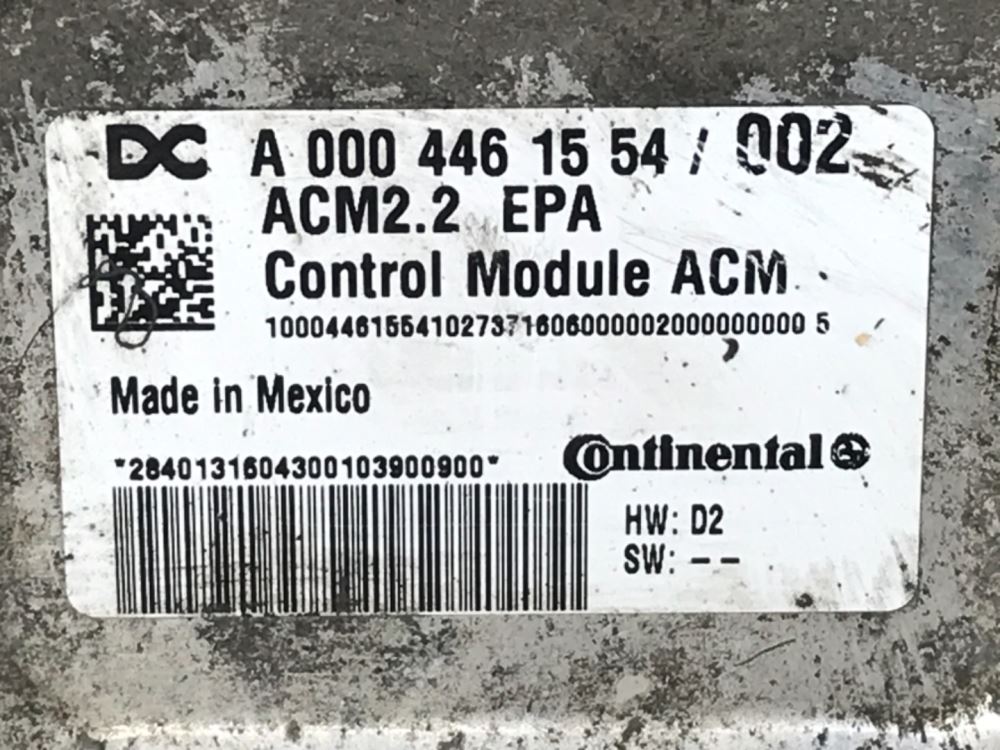 DC A 000 446 15 54 / 002
ACM2.2 EPA
Control Module ACM
100044615541027371606000002000000000 5
Made in Mexico
*2840131604300103900900*
Continental
HW: D2
SW: – –